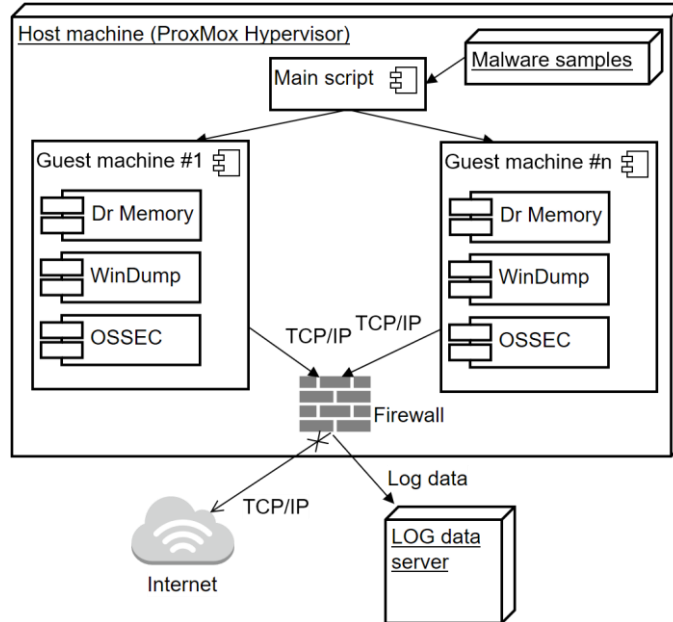 Host machine (ProxMox Hypervisor)
Main script
Malware samples
Guest machine #1
Dr Memory
WinDump
OSSEC
Guest machine #n
Dr Memory
WinDump
OSSEC
TCP/IP
TCP/IP
Firewall
TCP/IP
Log data
Internet
LOG data
server